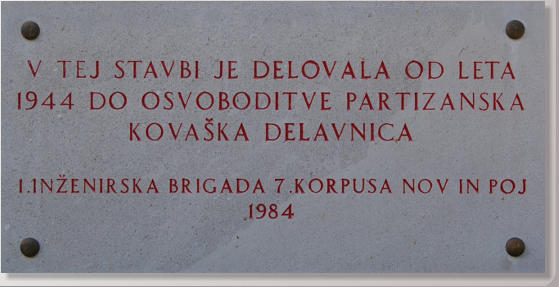 V TEJ STAVBI JE DELOVALA OD LETA
1944 DO OSVOBODITVE PARTIZANSKA
KOVAŠKA DELAVNICA
1.INŽENIRSKA BRIGADA 7.KORPUSA NOV IN POJ
1984